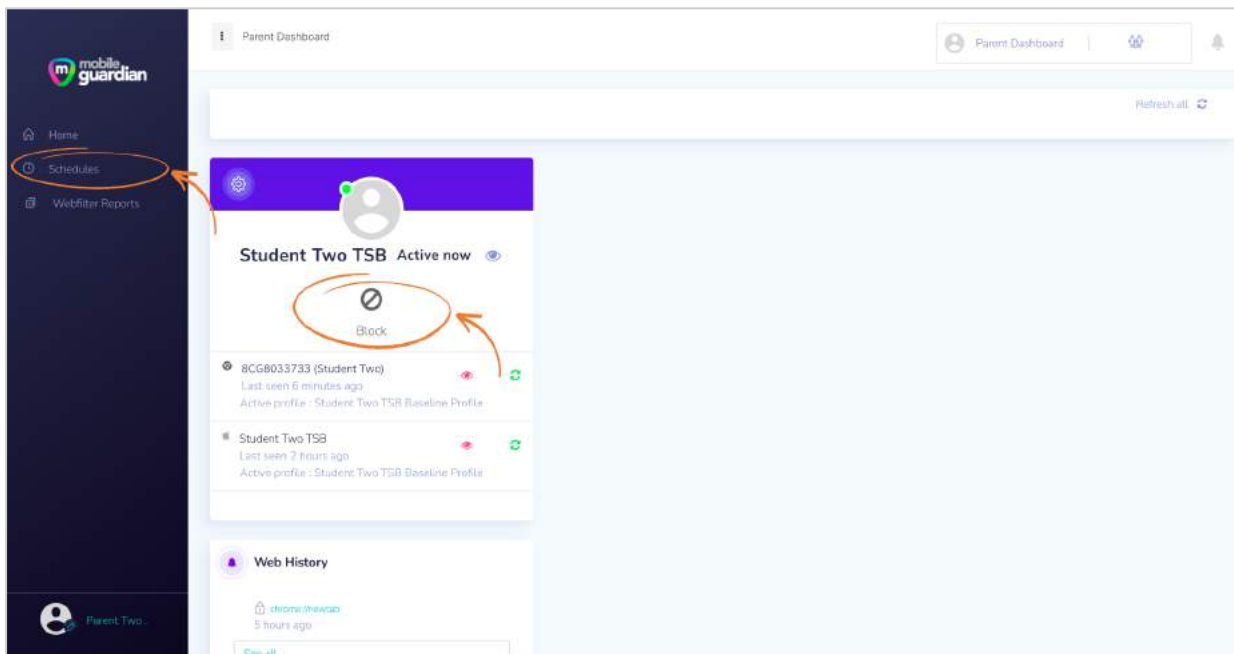 mobile
guardian
Home
Schedules
Webfilter Reports
Parent Two .
Parent Dashboard
Parent Dashboard
Refresh all
Student Two TSB Active now
Block
8CG8033733 (Student Two)
Last seen 6 minutes ago
Active profile : Student Two TSB Baseline Profile
Student Two TSB
Last seen 2 hours ago
Active profile : Student Two TSB Baseline Profile
Web History
chrome://newtab
5 hours ago
See all